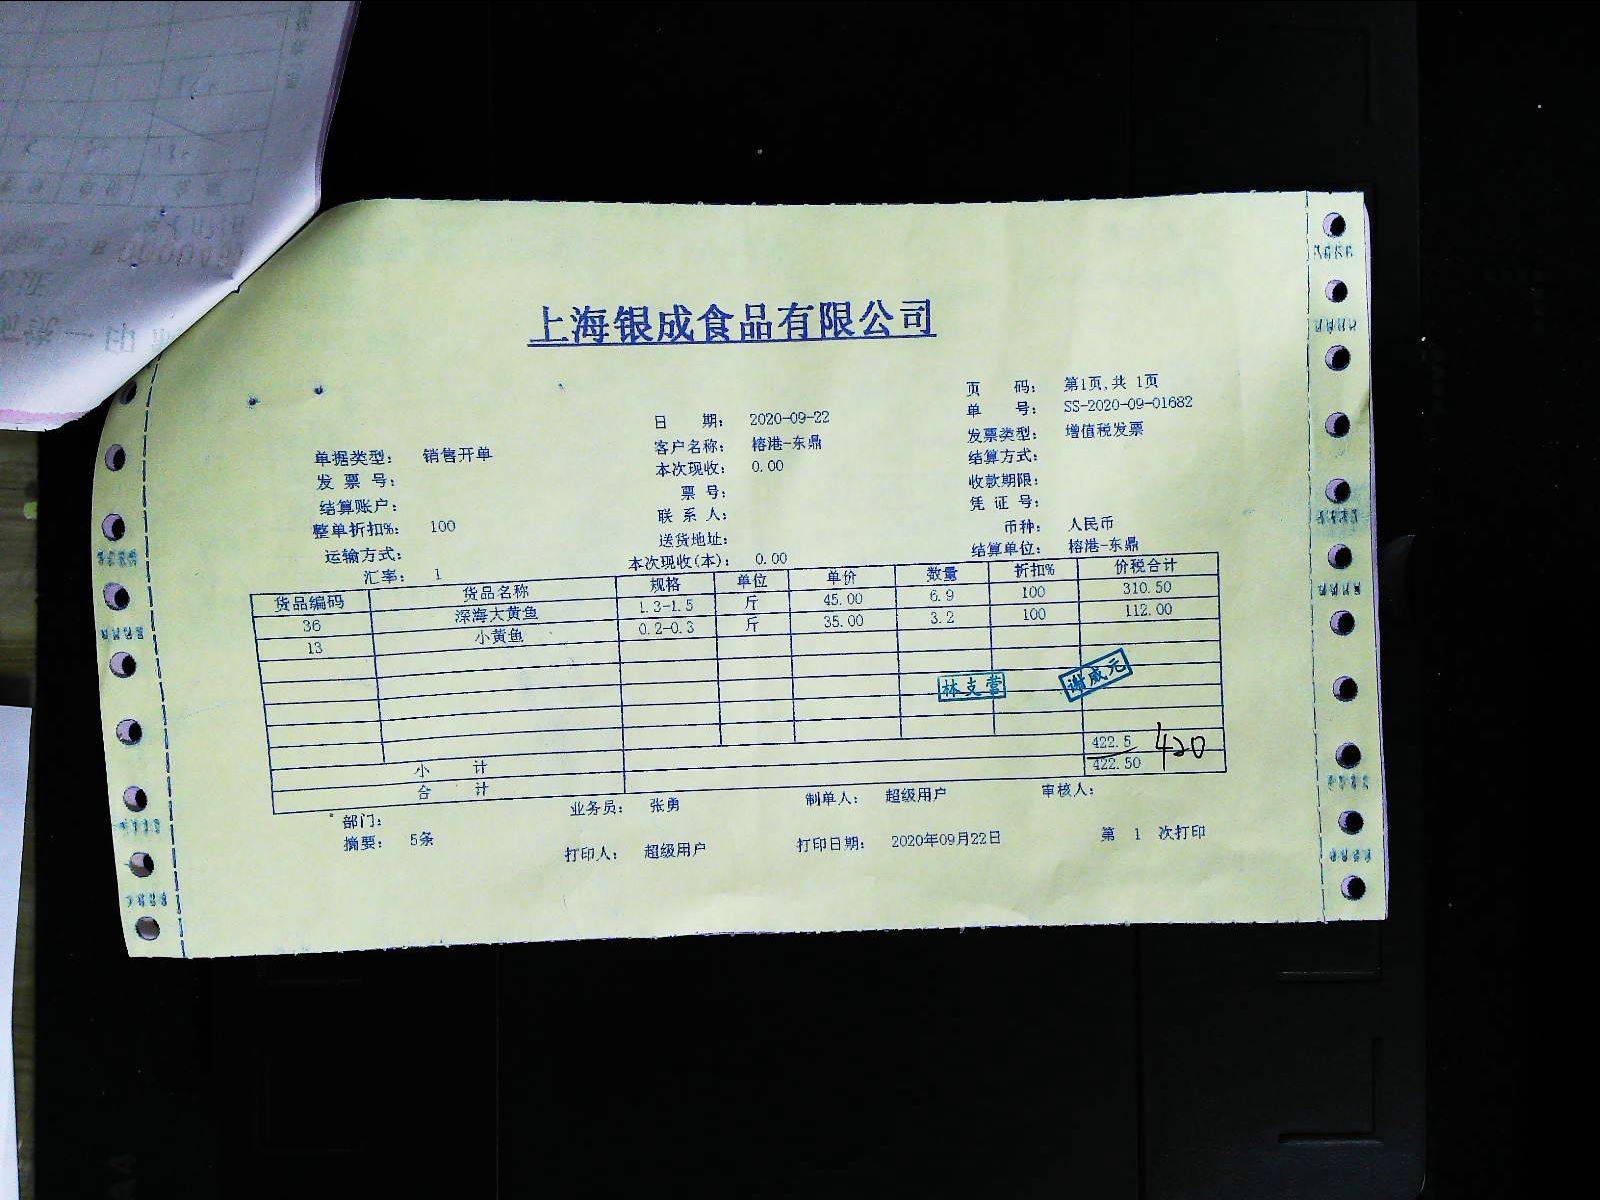 上海银成食品有限公司
页 码： 第1页,共 1页
日 期： 2020-09-22 单 号： SS-2020-09-01682
单据类型： 销售开单 客户名称： 榕港-东鼎 发票类型： 增值税发票
发 票 号： 本次现收： 0.00 结算方式：
结算账户： 票 号： 收款期限：
整单折扣%： 100 联 系 人： 凭 证 号：
运输方式： 送货地址： 币种： 人民币
汇率： 1 本次现收(本)： 0.00 结算单位： 榕港-东鼎
货品编码 货品名称 规格 单位 单价 数量 折扣% 价税合计
36 深海大黄鱼 1.3-1.5 斤 45.00 6.9 100 310.50
13 小黄鱼 0.2-0.3 斤 35.00 3.2 100 112.00
林支营 谢威元
小 计 422.5 420
合 计 422.50
部门： 业务员： 张勇 制单人： 超级用户 审核人：
摘要： 5条 打印人： 超级用户 打印日期： 2020年09月22日 第 1 次打印